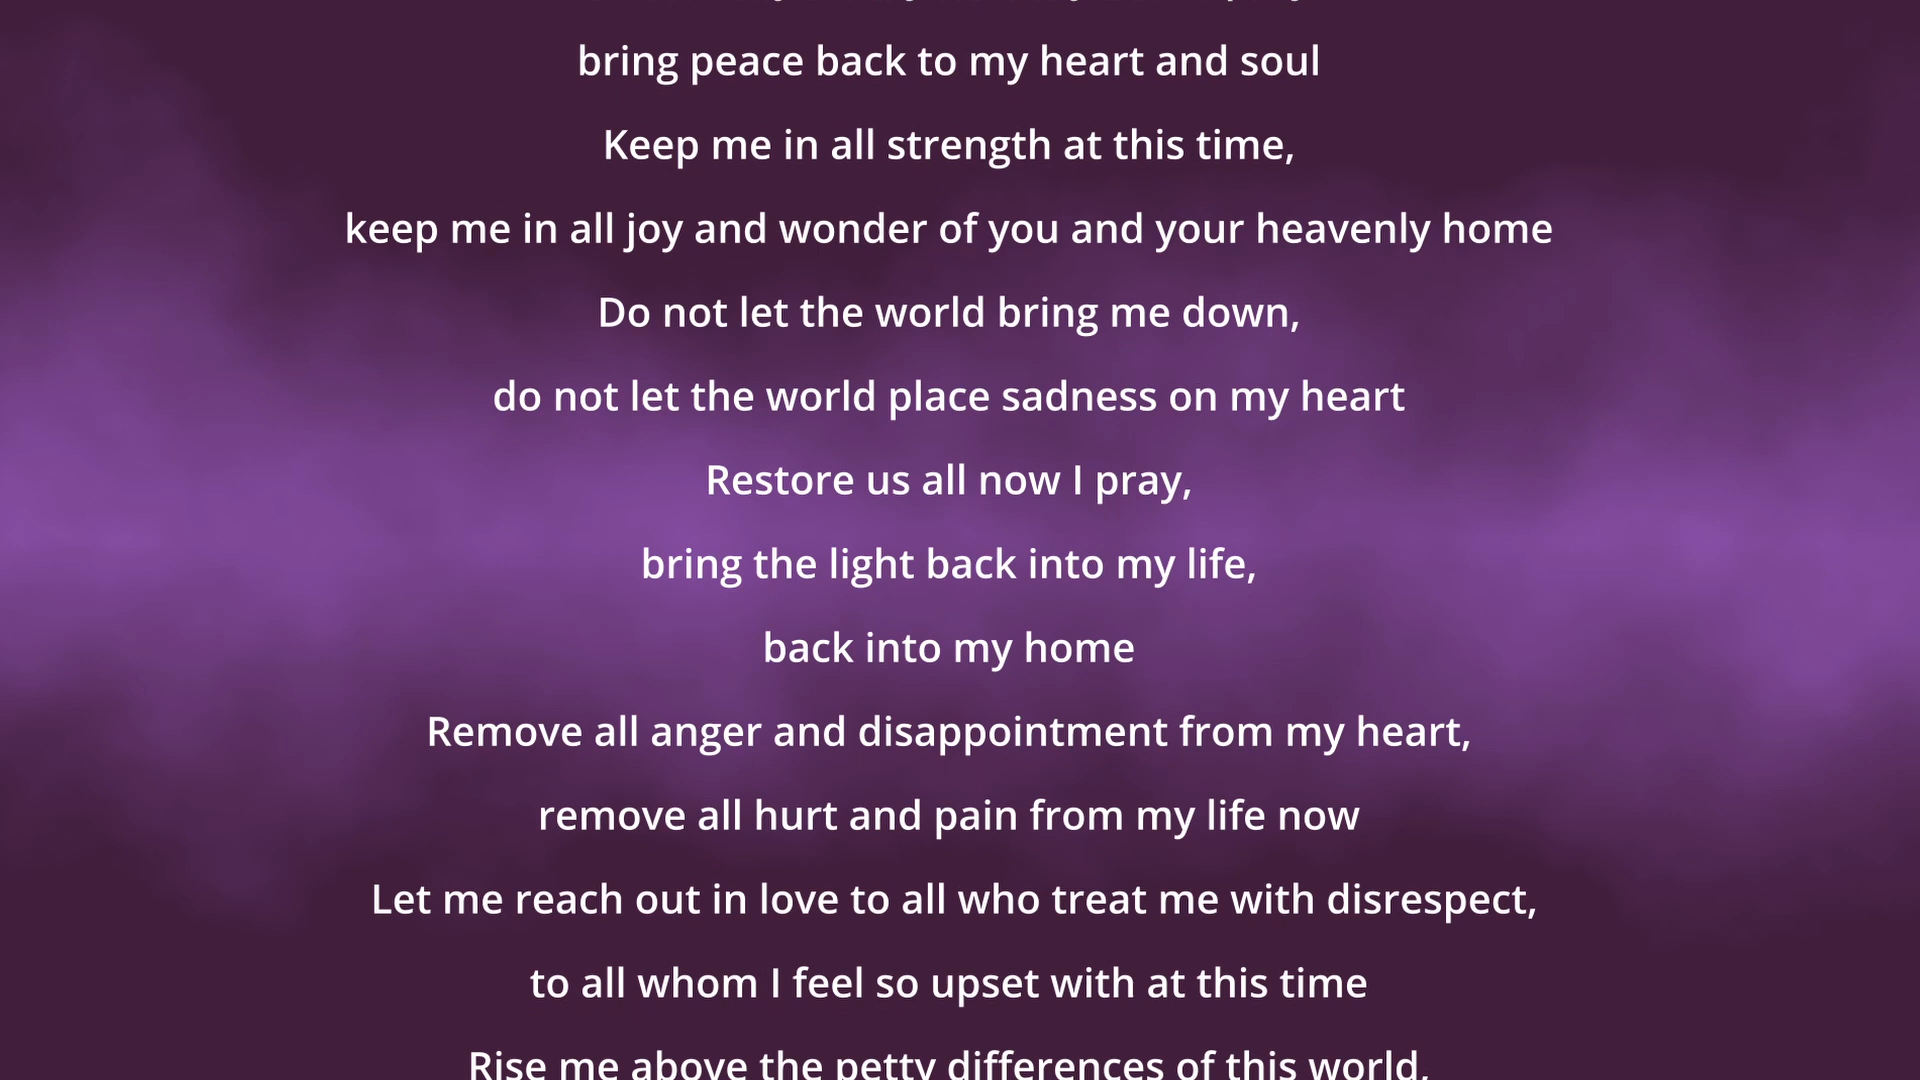 bring peace back to my heart and soul
Keep me in all strength at this time,
keep me in all joy and wonder of you and your heavenly home
Do not let the world bring me down,
do not let the world place sadness on my heart
Restore us all now I pray,
bring the light back into my life,
back into my home
Remove all anger and disappointment from my heart,
remove all hurt and pain from my life now
Let me reach out in love to all who treat me with disrespect,
to all whom I feel so upset with at this time
Rise me above the petty differences of this world,